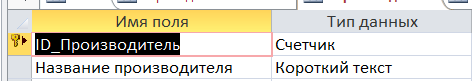 Имя поля Тип данных
ID_Производитель Счетчик
Название производителя Короткий текст